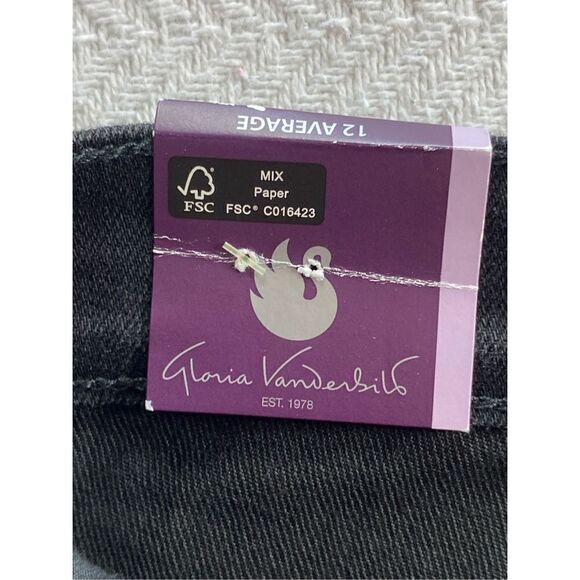 12 AVERAGE
MIX
Paper
FSC
FSC® C016423
Gloria Vanderbilt
EST. 1978